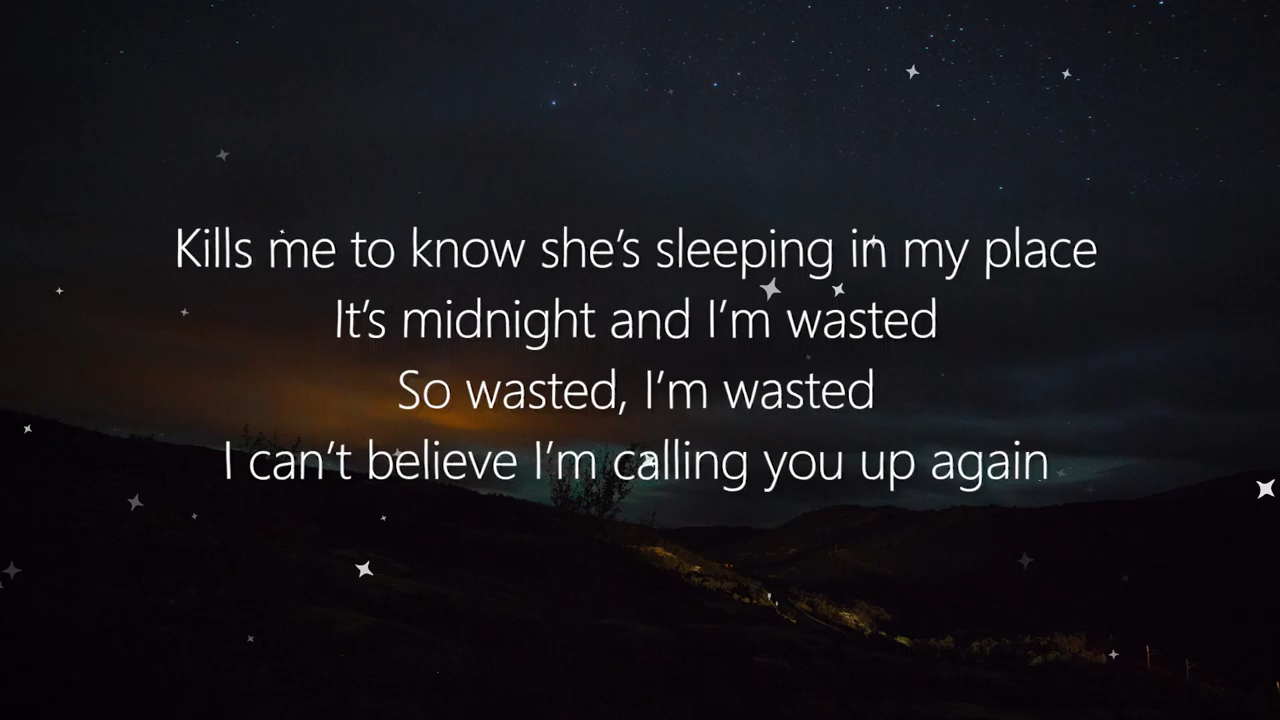 Kills me to know she's sleeping in my place
It's midnight and I'm wasted
So wasted, I'm wasted
I can't believe I'm calling you up again